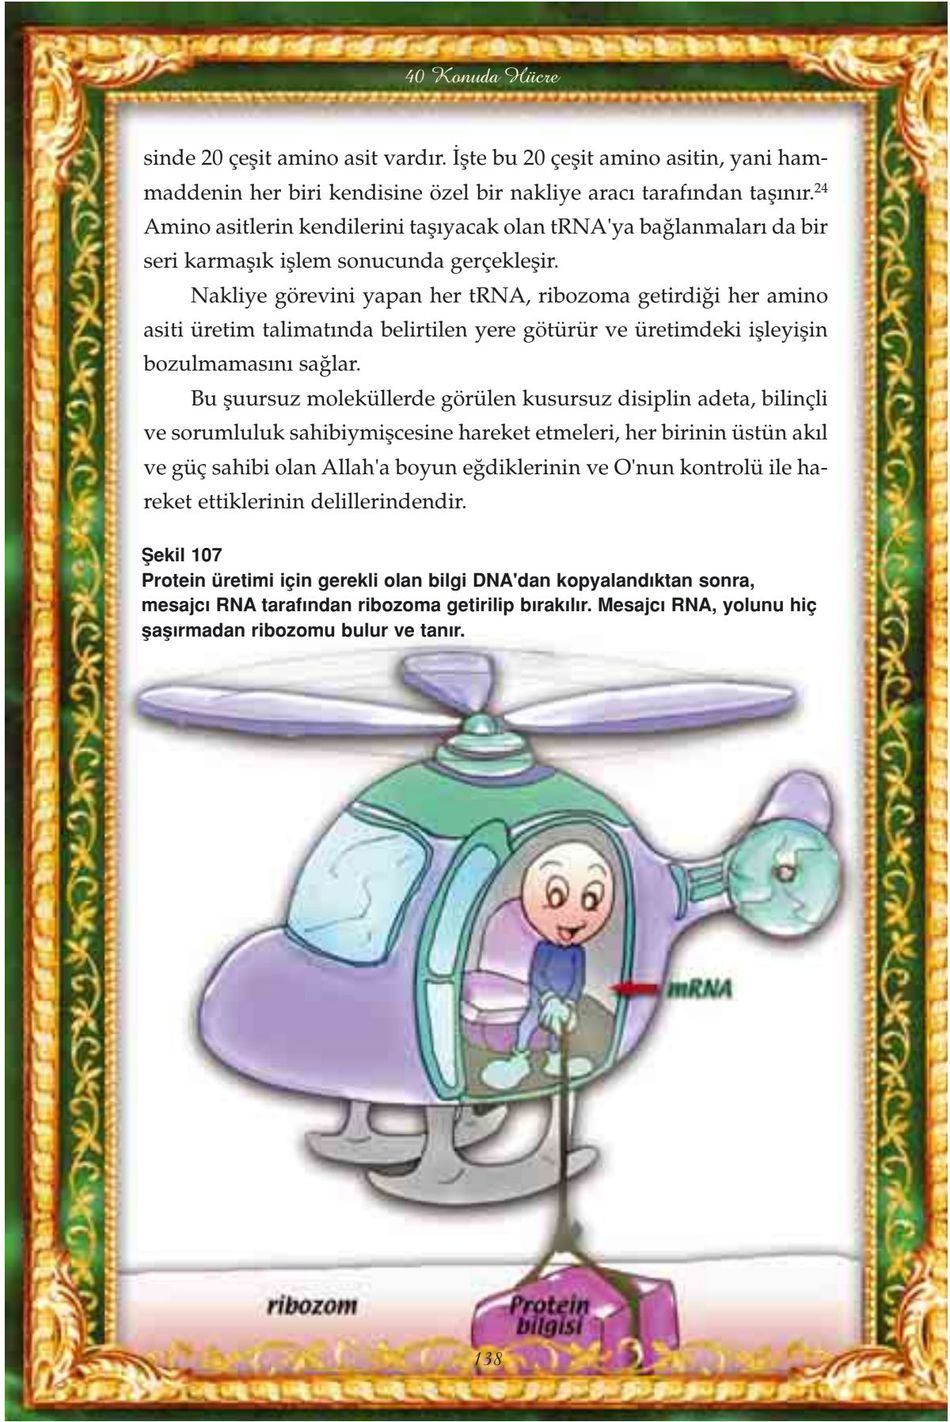 40 Konuda Hücre
sinde 20 çeşit amino asit vardır. İşte bu 20 çeşit amino asitin, yani ham-
maddenin her biri kendisine özel bir nakliye aracı tarafından taşınır.24
Amino asitlerin kendilerini taşıyacak olan tRNA'ya bağlanmaları da bir
seri karmaşık işlem sonucunda gerçekleşir.
Nakliye görevini yapan her tRNA, ribozoma getirdiği her amino
asiti üretim talimatında belirtilen yere götürür ve üretimdeki işleyişin
bozulmamasını sağlar.
Bu şuursuz moleküllerde görülen kusursuz disiplin adeta, bilinçli
ve sorumluluk sahibiymişcesine hareket etmeleri, her birinin üstün akıl
ve güç sahibi olan Allah'a boyun eğdiklerinin ve O'nun kontrolü ile ha-
reket ettiklerinin delillerindendir.
Şekil 107
Protein üretimi için gerekli olan bilgi DNA'dan kopyalandıktan sonra,
mesajcı RNA tarafından ribozoma getirilip bırakılır. Mesajcı RNA, yolunu hiç
şaşırmadan ribozomu bulur ve tanır.
mRNA
ribozom
Protein
bilgisi
138